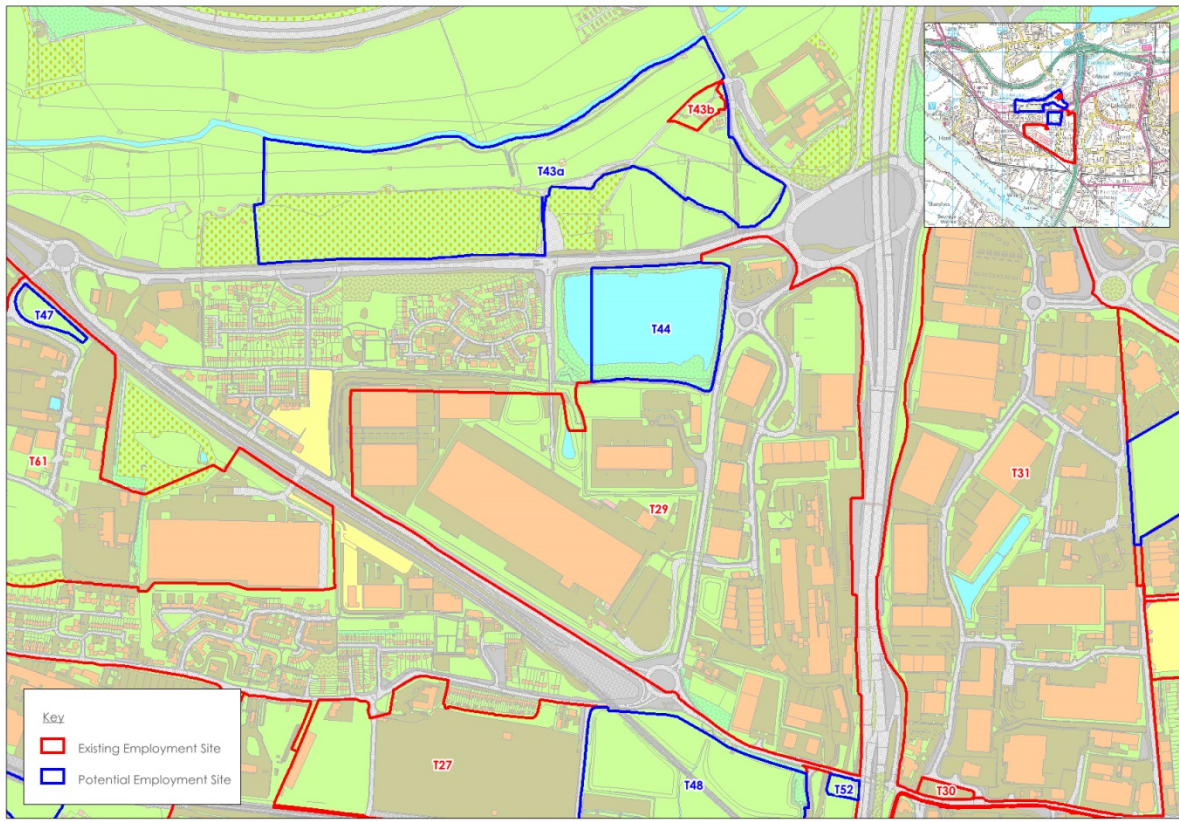 T43b
T43a
T47
T44
T61
T31
T29
Key
Existing Employment Site
Potential Employment Site
T27
T48
T52
T30